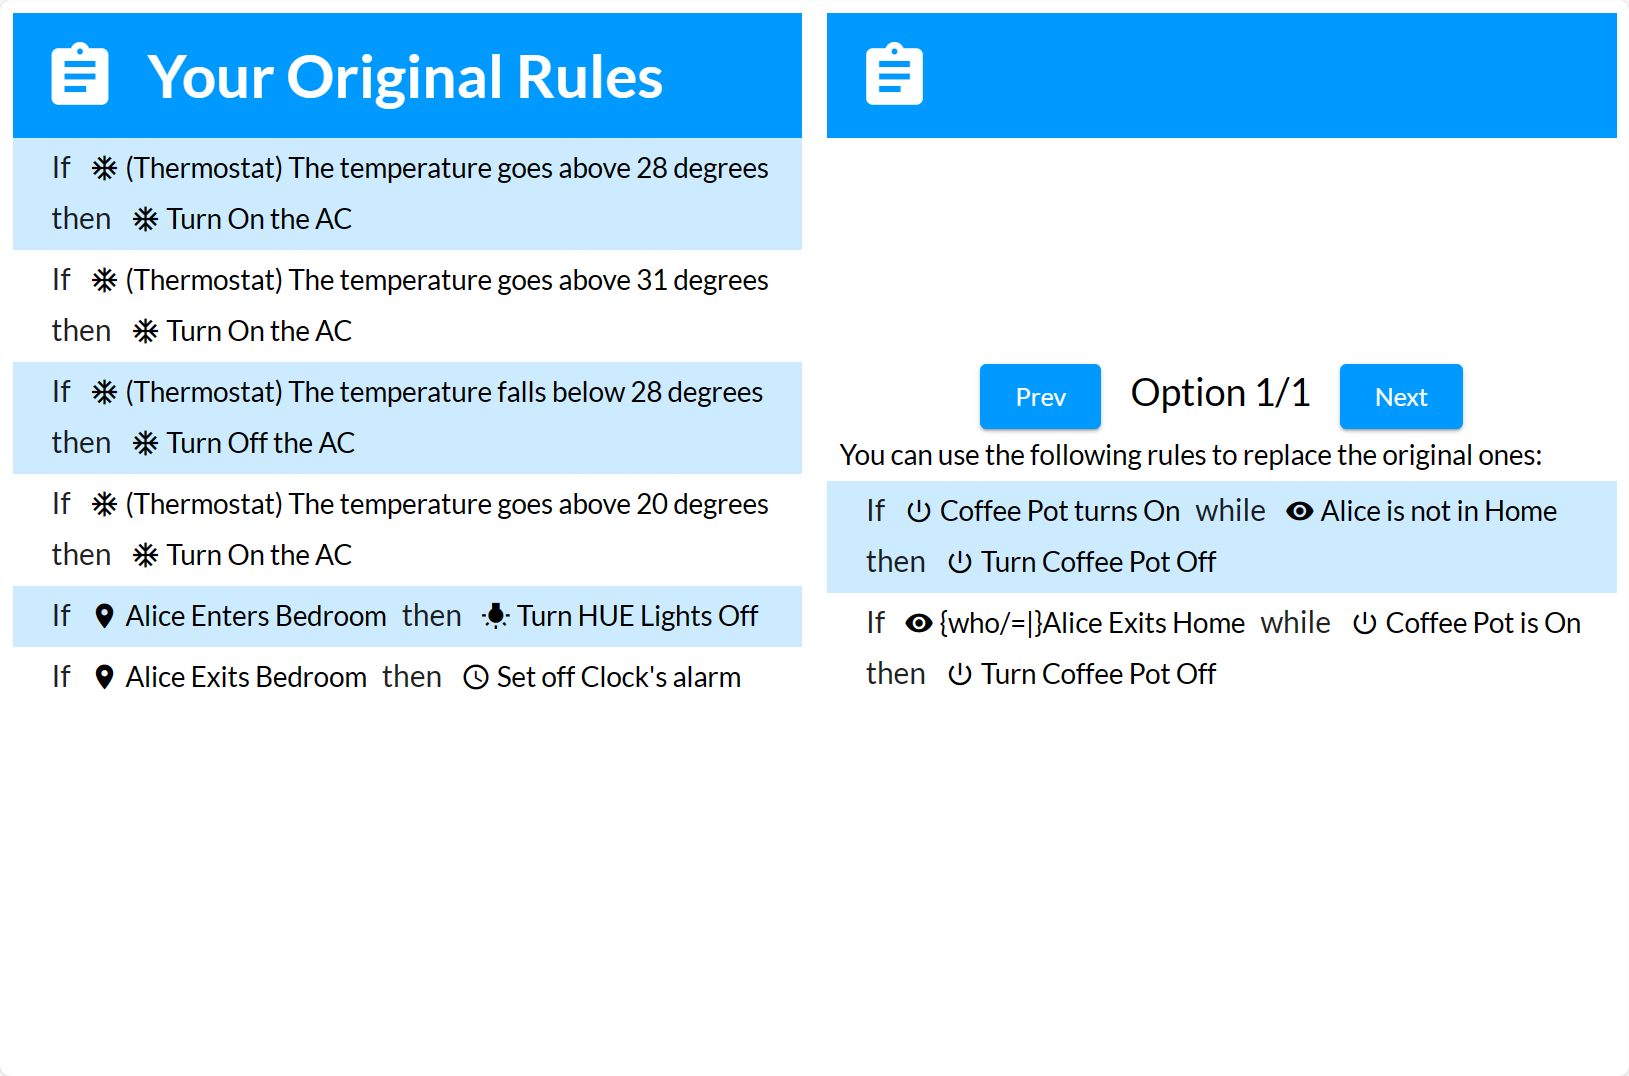 Your Original Rules
If (Thermostat) The temperature goes above 28 degrees
then Turn On the AC
If (Thermostat) The temperature goes above 31 degrees
then Turn On the AC
If (Thermostat) The temperature falls below 28 degrees
then Turn Off the AC
If (Thermostat) The temperature goes above 20 degrees
then Turn On the AC
If Alice Enters Bedroom then Turn HUE Lights Off
If Alice Exits Bedroom then Set off Clock's alarm
Prev Option 1/1 Next
You can use the following rules to replace the original ones:
If Coffee Pot turns On while Alice is not in Home
then Turn Coffee Pot Off
If {who/=|}Alice Exits Home while Coffee Pot is On
then Turn Coffee Pot Off